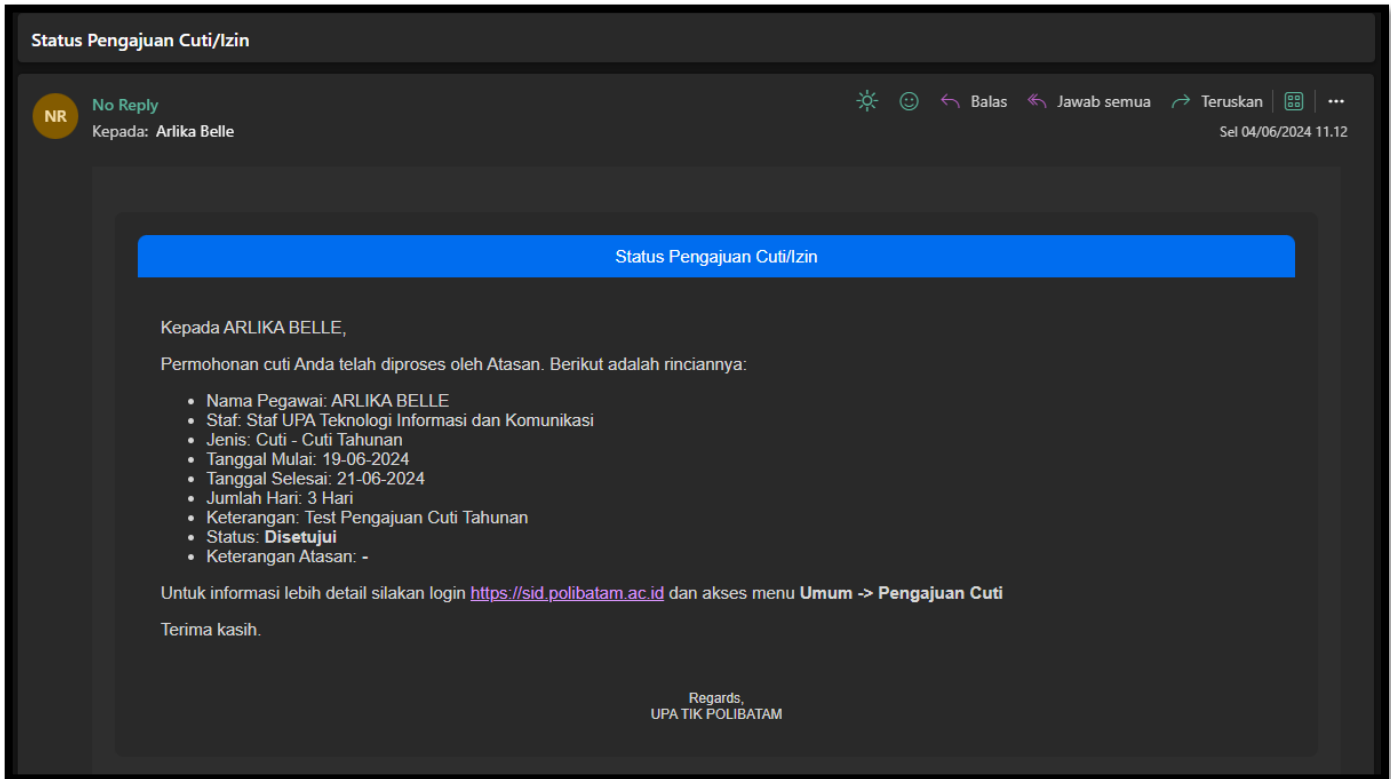 Status Pengajuan Cuti/Izin
NR
No Reply
Balas
Jawab semua
Teruskan
Kepada: Arlika Belle
Sel 04/06/2024 11.12
Status Pengajuan Cuti/Izin
Kepada ARLIKA BELLE,
Permohonan cuti Anda telah diproses oleh Atasan. Berikut adalah rinciannya:
• Nama Pegawai: ARLIKA BELLE
• Staf: Staf UPA Teknologi Informasi dan Komunikasi
• Jenis: Cuti - Cuti Tahunan
• Tanggal Mulai: 19-06-2024
• Tanggal Selesai: 21-06-2024
• Jumlah Hari: 3 Hari
• Keterangan: Test Pengajuan Cuti Tahunan
• Status: Disetujui
• Keterangan Atasan: -
Untuk informasi lebih detail silakan login https://sid.polibatam.ac.id dan akses menu Umum -> Pengajuan Cuti
Terima kasih.
Regards,
UPA TIK POLIBATAM